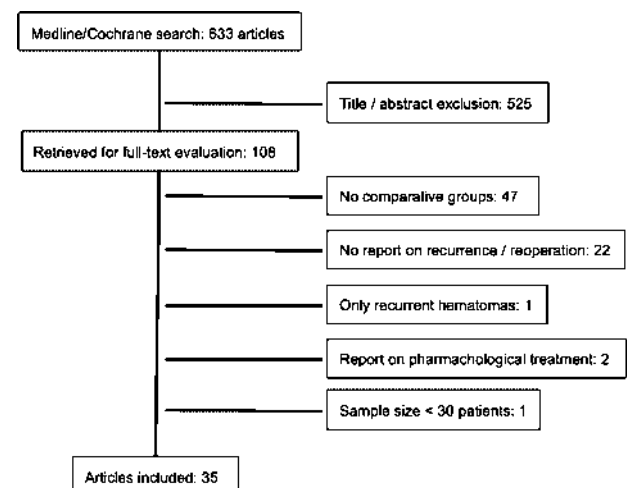 Medline/Cochrane search: 633 articles
Title / abstract exclusion: 525
Retrieved for full-text evaluation: 108
No comparative groups: 47
No report on recurrence / reoperation: 22
Only recurrent hematomas: 1
Report on pharmachological treatment: 2
Sample size < 30 patients: 1
Articles included: 35